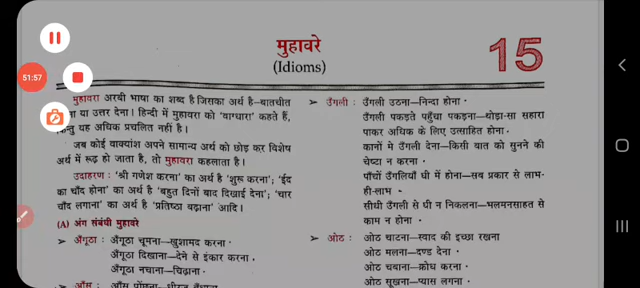 51:57
मुहावरे
(Idioms)
15
मुहावरा अरबी भाषा का शब्द है जिसका अर्थ है—बातचीत
या उत्तर देना। हिन्दी में मुहावरा को 'वाग्धारा' कहते हैं,
यह अधिक प्रचलित नहीं है।
जब कोई वाक्यांश अपने सामान्य अर्थ को छोड़ कर विशेष
अर्थ में रूढ़ हो जाता है, तो मुहावरा कहलाता है।
उदाहरण : 'श्री गणेश करना' का अर्थ है 'शुरू करना'; 'ईद
का चाँद होना' का अर्थ 'बहुत दिनों बाद दिखाई देना'; 'चार
चाँद लगाना' का अर्थ है 'प्रतिष्ठा बढ़ाना' आदि।
(A) अंग संबंधी मुहावरे
➢ अँगूठा : अँगूठा चूमना—खुशामद करना ·
अँगूठा दिखाना—देने से इंकार करना ·
अँगूठा नचाना—चिढ़ाना ·
➢ आँस : आँस पोंछना—धीरज
➢ उँगली : उँगली उठना—निन्दा होना ·
उँगली पकड़ते पहुँचा पकड़ना—थोड़ा-सा सहारा
पाकर अधिक के लिए उत्साहित होना ·
कानों में उँगली देना—किसी बात को सुनने की
चेष्टा न करना ·
पाँचों उँगलियाँ घी में होना—सब प्रकार से लाभ-
ही-लाभ -
सीधी उँगली से घी न निकलना—भलमनसाहत से
काम न होना ·
➢ ओठ : ओठ चाटना—स्वाद की इच्छा रखना
ओठ मलना—दण्ड देना ·
ओठ चबाना—क्रोध करना ·
ओठ सूखना—प्यास लगना ·